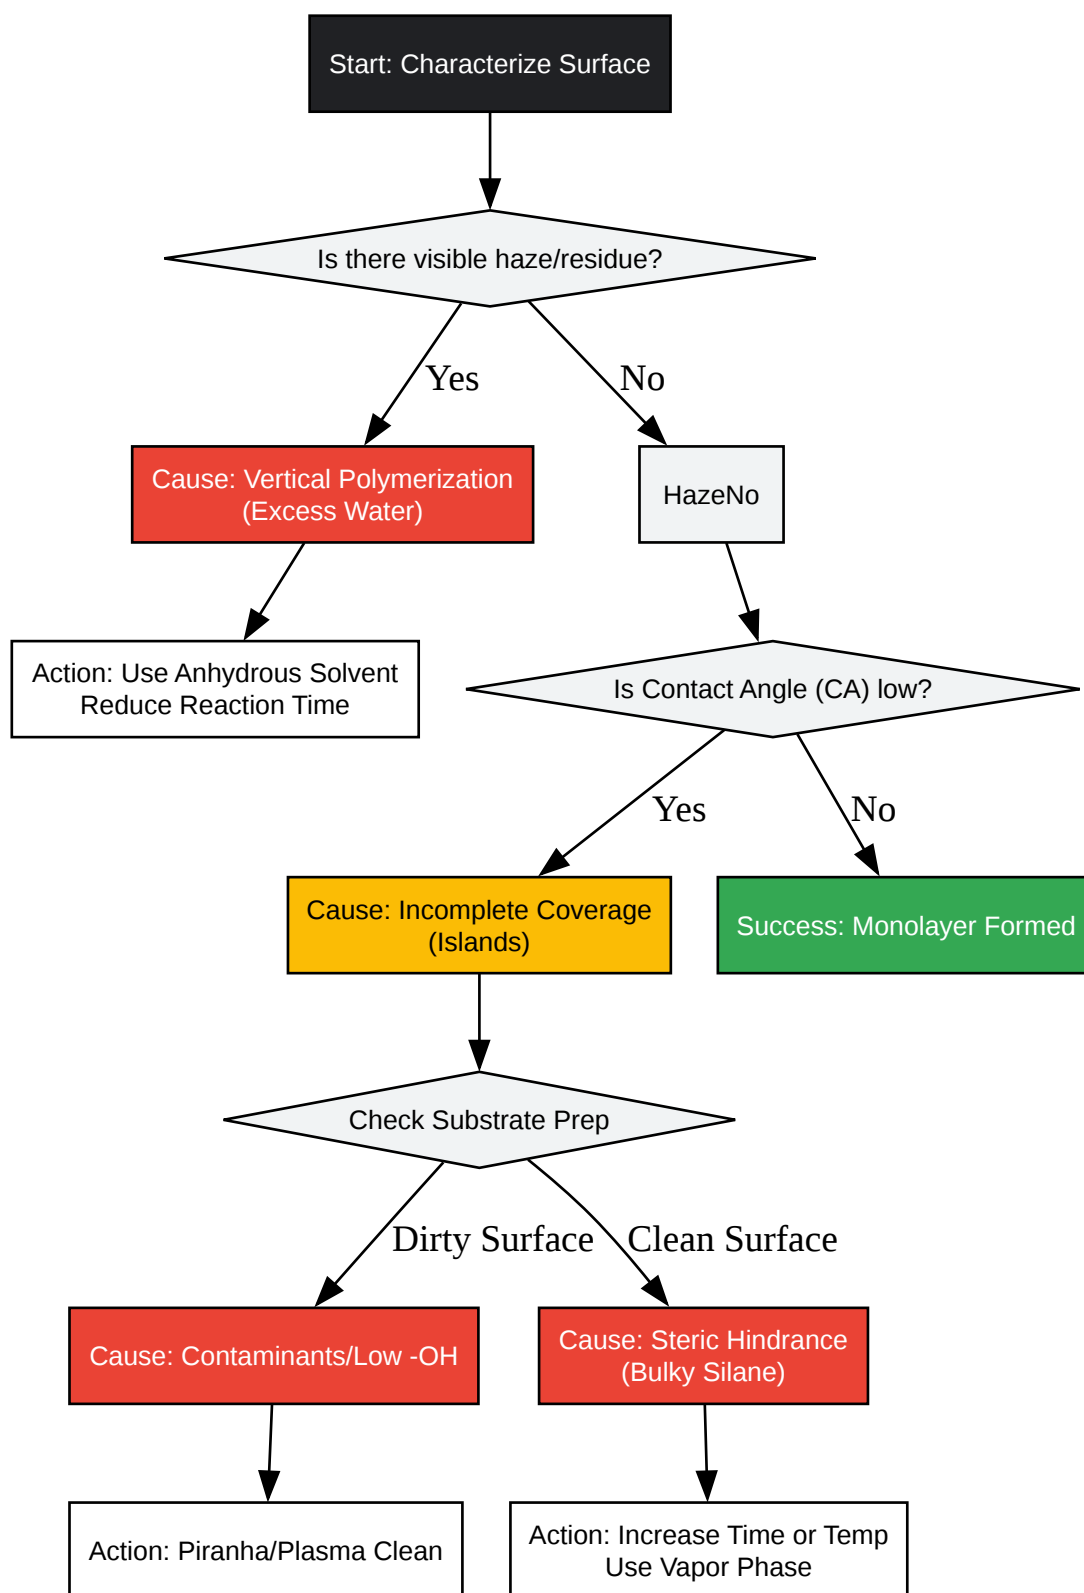 Start: Characterize Surface
Is there visible haze/residue?
Yes
No
Cause: Vertical Polymerization
(Excess Water)
HazeNo
Action: Use Anhydrous Solvent
Reduce Reaction Time
Is Contact Angle (CA) low?
Yes
No
Cause: Incomplete Coverage
(Islands)
Success: Monolayer Formed
Check Substrate Prep
Dirty Surface
Clean Surface
Cause: Contaminants/Low -OH
Cause: Steric Hindrance
(Bulky Silane)
Action: Piranha/Plasma Clean
Action: Increase Time or Temp
Use Vapor Phase